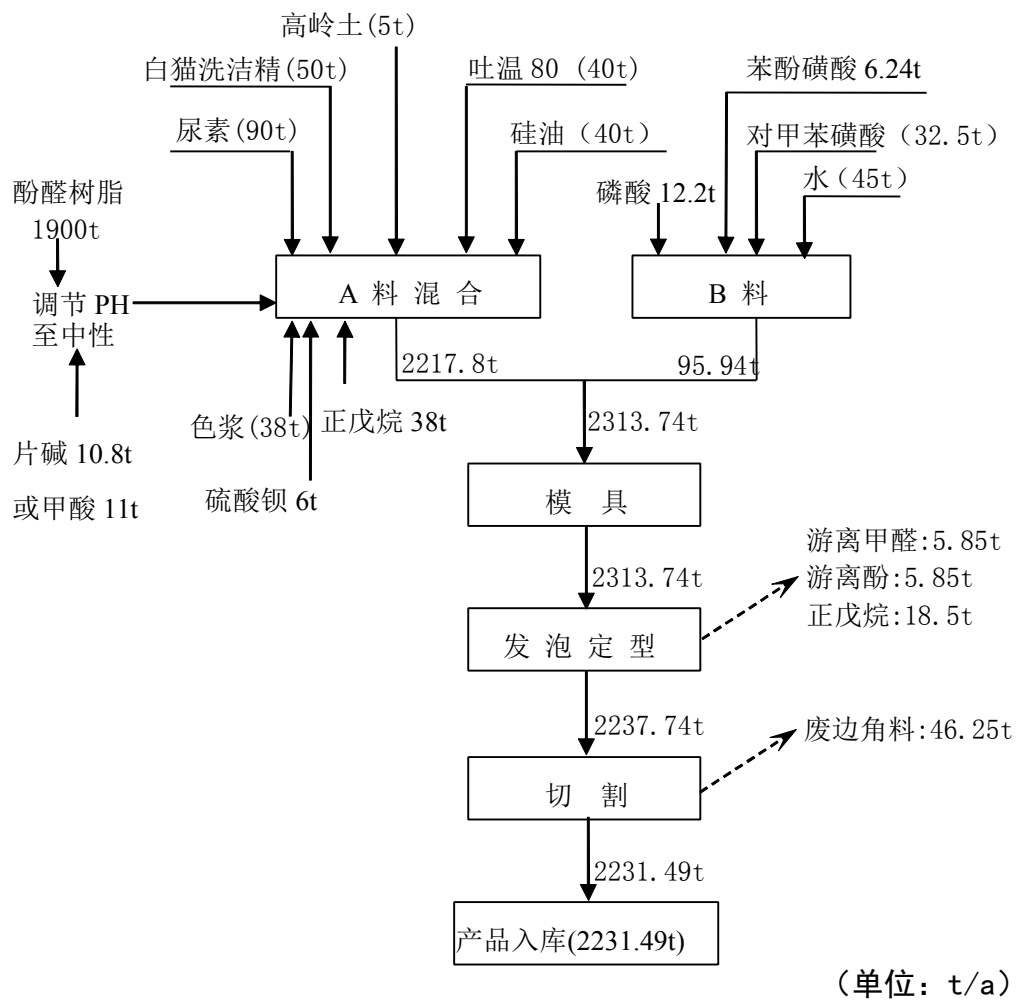 高岭土(5t)
白猫洗洁精(50t)
吐温 80 (40t)
苯酚磺酸 6.24t
尿素(90t)
硅油（40t）
对甲苯磺酸（32.5t）
酚醛树脂
1900t
磷酸 12.2t
水（45t）
调节 PH
至中性
A 料 混 合
B 料
2217.8t
95.94t
色浆(38t)
正戊烷 38t
2313.74t
片碱 10.8t
或甲酸 11t
硫酸钡 6t
模 具
2313.74t
游离甲醛:5.85t
游离酚:5.85t
正戊烷:18.5t
发 泡 定 型
2237.74t
废边角料:46.25t
切 割
2231.49t
产品入库(2231.49t)
（单位：t/a）